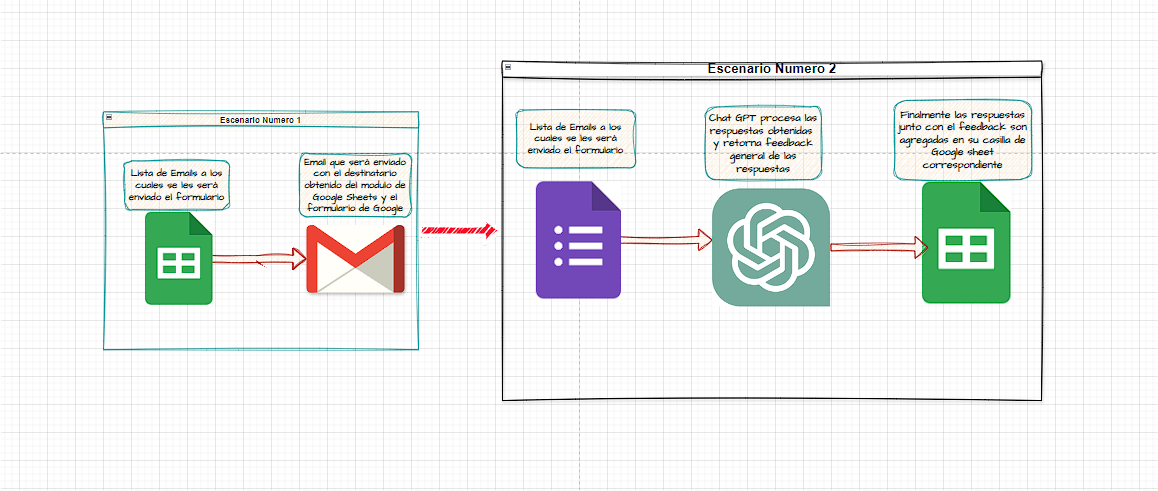 Escenario Numero 1
Lista de Emails a los
cuales se les será
enviado el formulario
Email que será enviado
con el destinatario
obtenido del modulo de
Google Sheets y el
formulario de Google
Escenario Numero 2
Lista de Emails a los
cuales se les será
enviado el formulario
Chat GPT procesa las
respuestas obtenidas
y retorna feedback
general de las
respuestas
Finalmente las respuestas
junto con el feedback son
agregadas en su casilla de
Google sheet
correspondiente